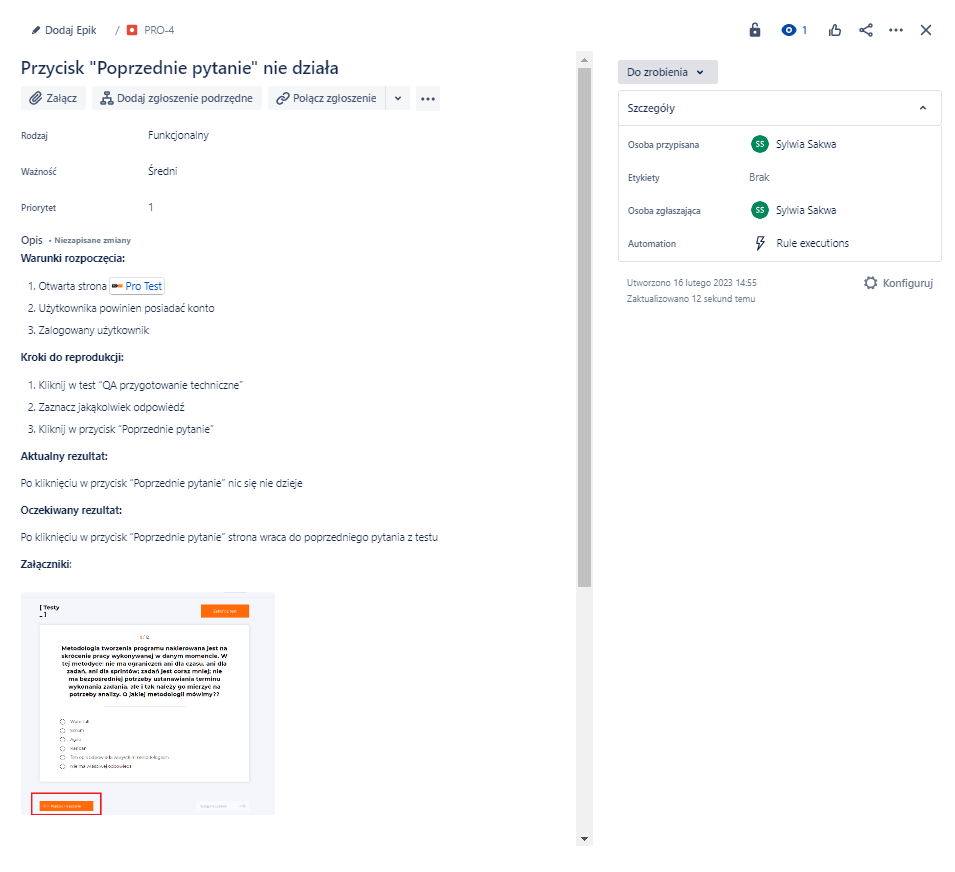 Dodaj Epik / PRO-4
1
Przycisk "Poprzednie pytanie" nie działa
Załącz
Dodaj zgłoszenie podrzędne
Połącz zgłoszenie
Rodzaj Funkcjonalny
Ważność Średni
Priorytet 1
Opis • Niezapisane zmiany
Warunki rozpoczęcia:
1. Otwarta strona Pro Test
2. Użytkownika powinien posiadać konto
3. Zalogowany użytkownik
Kroki do reprodukcji:
1. Kliknij w test “QA przygotowanie techniczne”
2. Zaznacz jakąkolwiek odpowiedź
3. Kliknij w przycisk “Poprzednie pytanie”
Aktualny rezultat:
Po kliknięciu w przycisk “Poprzednie pytanie” nic się nie dzieje
Oczekiwany rezultat:
Po kliknięciu w przycisk “Poprzednie pytanie” strona wraca do poprzedniego pytania z testu
Załączniki:
[ Testy
_ ]
Metodologia tworzenia programu nakierowana jest na
skrócenie pracy wykonywanej w danym momencie. W
tej metodyce: nie ma ograniczeń ani dla czasu, ani dla
zadań, ani dla sprintów; zadań jest coraz mniej; nie
ma bezpośredniej potrzeby ustanawiania terminu
wykonania zadania, ale i tak należy go mierzyć na
potrzeby analizy. O jakiej metodologii mówimy??
Scrum
Agile
Kanban
Nie ma właściwej odpowiedzi
Do zrobienia
Szczegóły
Osoba przypisana SS Sylwia Sakwa
Etykiety Brak
Osoba zgłaszająca SS Sylwia Sakwa
Automation Rule executions
Utworzono 16 lutego 2023 14:55
Zaktualizowano 12 sekund temu
Konfiguruj